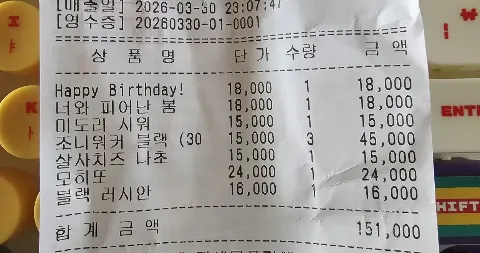 [매출일] 2026-03-30 23:07:47
[영수증] 20260330-01-0001
상 품 명 단 가 수량 금 액
Happy Birthday! 18,000 1 18,000
너와 피어난 봄 18,000 1 18,000
미도리 사워 15,000 1 15,000
조니워커 블랙 (30 15,000 3 45,000
살사치즈 나초 15,000 1 15,000
모히또 24,000 1 24,000
블랙 러시안 16,000 1 16,000
합 계 금 액 151,000
ENT
SHIFT